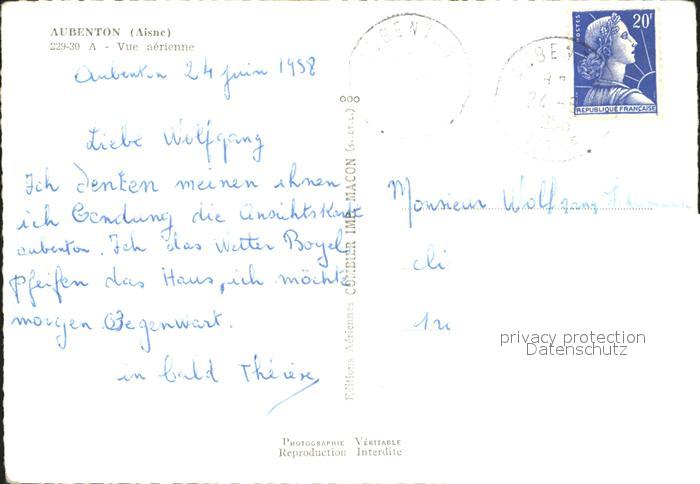 AUBENTON (Aisne)
229-30 A - Vue aérienne
Aubenton 24 juin 1958
Liebe Wolfgang
Ich denken meinen ihnen
ich Sendung die Ansichtskarte
aubenton. Ich das Wetter Bogel
pfeifen das Haus, ich möchte
morgen Gegenwart.
in bald Thérèse
Editions Aériennes COMBIER IMP. MACON (S.-et-L.)
PHOTOGRAPHIE VÉRITABLE
Reproduction Interdite
POSTES
20F
REPUBLIQUE FRANÇAISE
Monsieur Wolfgang
privacy protection
Datenschutz